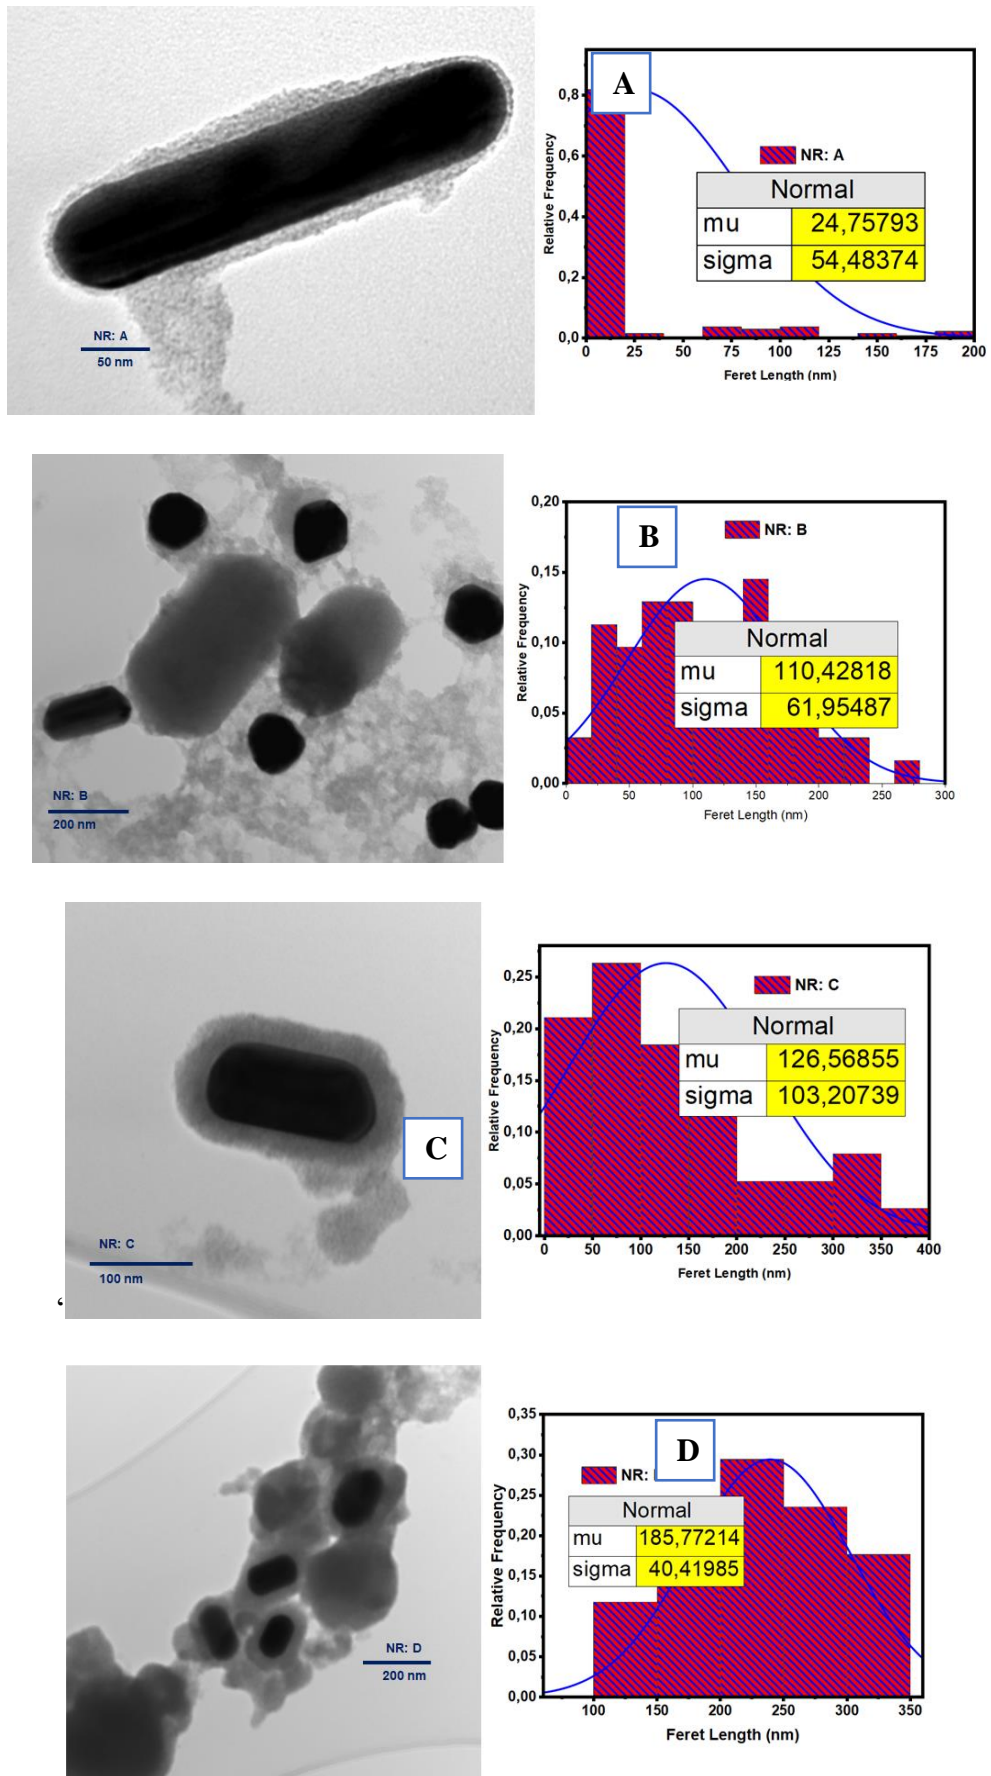 NR: A
50 nm
A
Relative Frequency
0,8
0,6
0,4
0,2
0,0
NR: A
Normal
mu 24,75793
sigma 54,48374
0 25 50 75 100 125 150 175 200
Feret Length (nm)
NR: B
200 nm
B
Relative Frequency
0,20
0,15
0,10
0,05
0,00
NR: B
Normal
mu 110,42818
sigma 61,95487
0 50 100 150 200 250 300
Feret Length (nm)
NR: C
100 nm
C
‘
Relative Frequency
0,25
0,20
0,15
0,10
0,05
0,00
NR: C
Normal
mu 126,56855
sigma 103,20739
0 50 100 150 200 250 300 350 400
Feret Length (nm)
NR: D
200 nm
D
Relative Frequency
0,35
0,30
0,25
0,20
0,15
0,10
0,05
0,00
NR:
Normal
mu 185,77214
sigma 40,41985
100 150 200 250 300 350
Feret Length (nm)